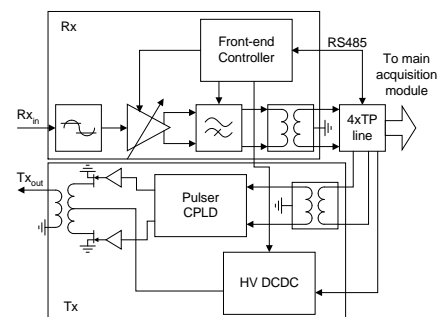 Rx
Front-end
Controller
RS485
To main
acquisition
module
Rxin
4xTP
line
Txout
Pulser
CPLD
HV DCDC
Tx